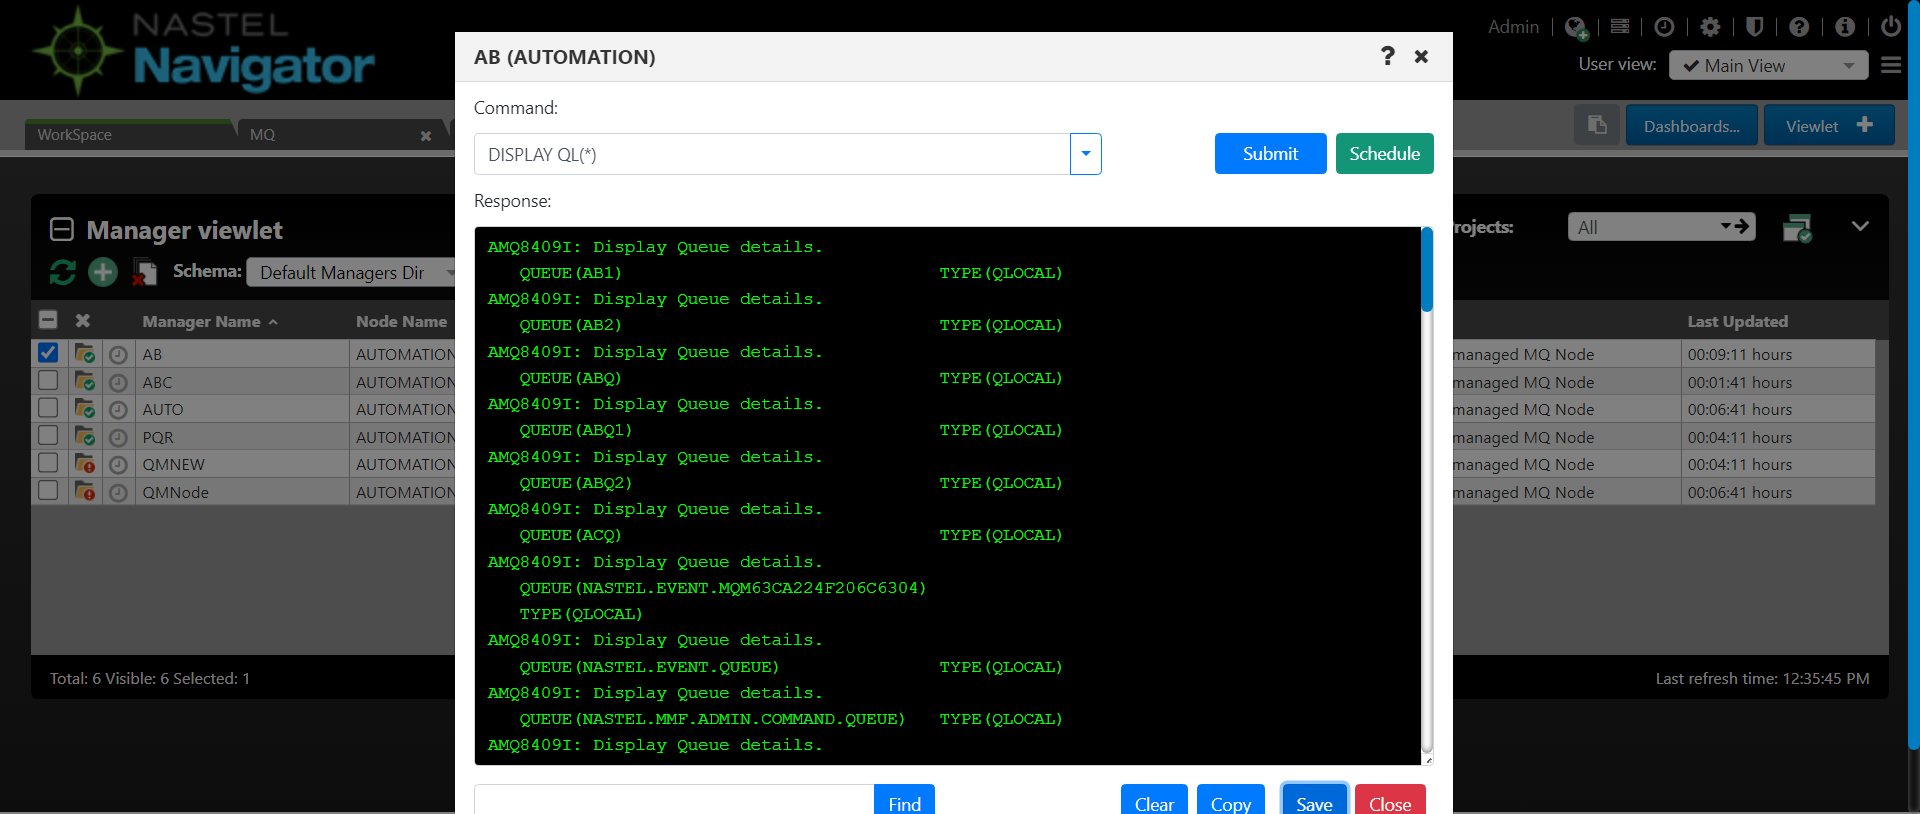 NASTEL
Navigator
Admin
User view: Main View
WorkSpace
MQ
Dashboards...
Viewlet
AB (AUTOMATION)
Command:
DISPLAY QL(*)
Submit
Schedule
Response:
AMQ8409I: Display Queue details.
QUEUE(AB1) TYPE(QLOCAL)
AMQ8409I: Display Queue details.
QUEUE(AB2) TYPE(QLOCAL)
AMQ8409I: Display Queue details.
QUEUE(ABQ) TYPE(QLOCAL)
AMQ8409I: Display Queue details.
QUEUE(ABQ1) TYPE(QLOCAL)
AMQ8409I: Display Queue details.
QUEUE(ABQ2) TYPE(QLOCAL)
AMQ8409I: Display Queue details.
QUEUE(ACQ) TYPE(QLOCAL)
AMQ8409I: Display Queue details.
QUEUE(NASTEL.EVENT.MQM63CA224F206C6304)
TYPE(QLOCAL)
AMQ8409I: Display Queue details.
QUEUE(NASTEL.EVENT.QUEUE) TYPE(QLOCAL)
AMQ8409I: Display Queue details.
QUEUE(NASTEL.MMF.ADMIN.COMMAND.QUEUE) TYPE(QLOCAL)
AMQ8409I: Display Queue details.
Find
Clear
Copy
Save
Close
Manager viewlet
rojects: All
Schema: Default Managers Dir
Manager Name Node Name Last Updated
AB AUTOMATION managed MQ Node 00:09:11 hours
ABC AUTOMATION managed MQ Node 00:01:41 hours
AUTO AUTOMATION managed MQ Node 00:06:41 hours
PQR AUTOMATION managed MQ Node 00:04:11 hours
QMNEW AUTOMATION managed MQ Node 00:04:11 hours
QMNode AUTOMATION managed MQ Node 00:06:41 hours
Total: 6 Visible: 6 Selected: 1
Last refresh time: 12:35:45 PM